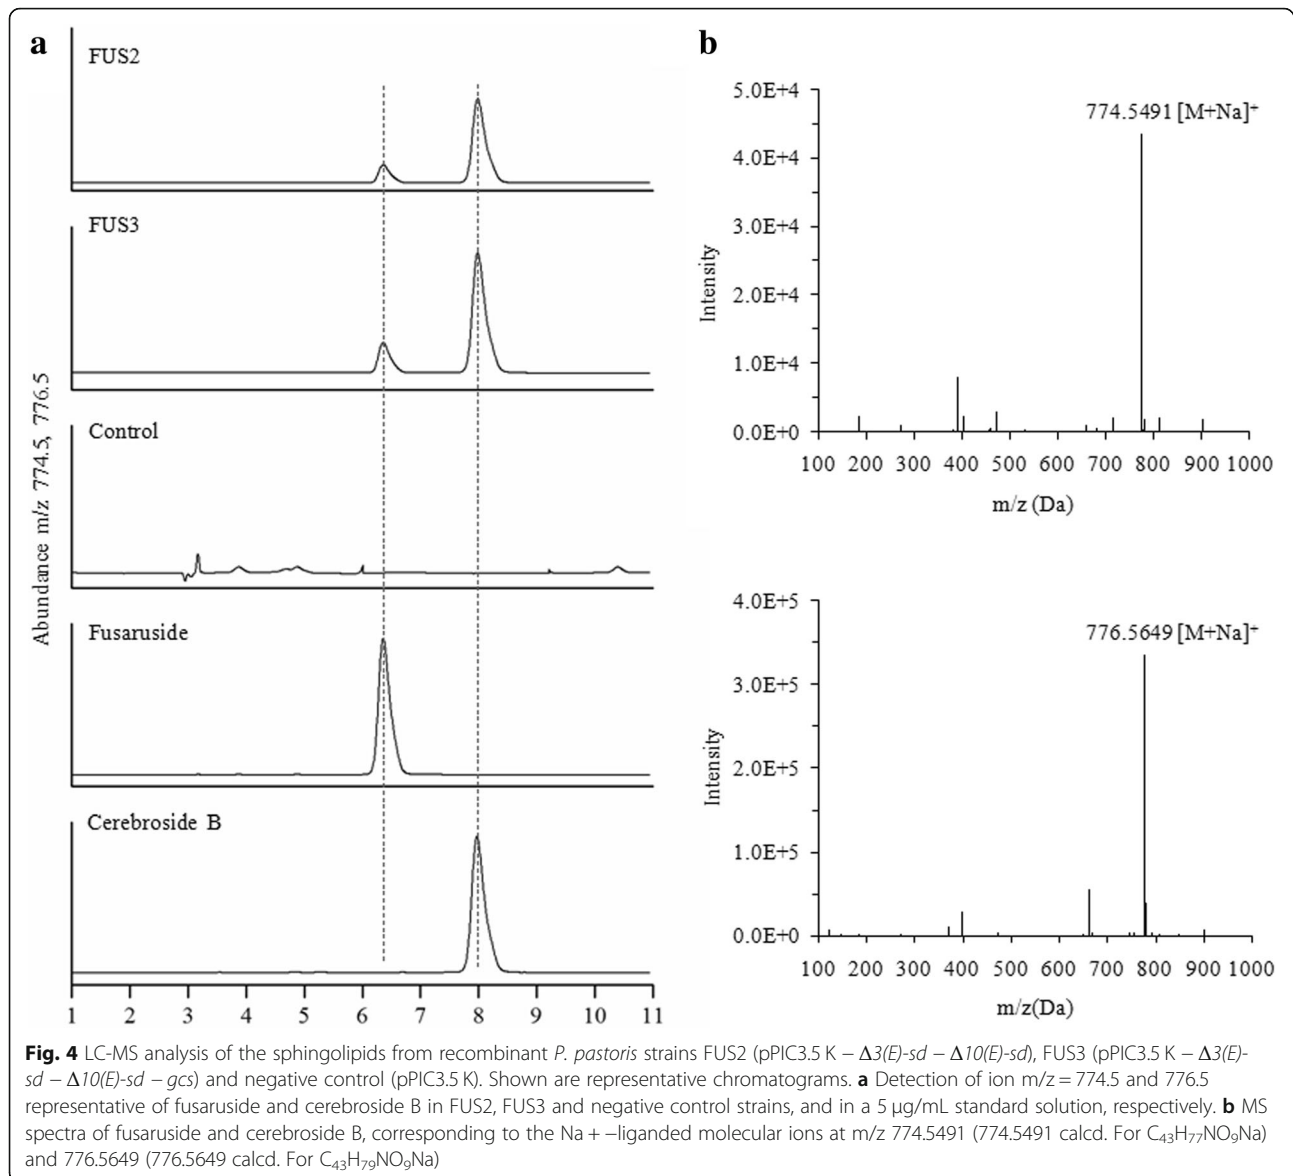 a
FUS2
FUS3
Control
Fusaruside
Cerebroside B
Abundance m/z 774.5, 776.5
1 2 3 4 5 6 7 8 9 10 11
b
5.0E+4
4.0E+4
3.0E+4
2.0E+4
1.0E+4
0.0E+0
Intensity
774.5491 [M+Na]⁺
100 200 300 400 500 600 700 800 900 1000
m/z (Da)
4.0E+5
3.0E+5
2.0E+5
1.0E+5
0.0E+0
Intensity
776.5649 [M+Na]⁺
100 200 300 400 500 600 700 800 900 1000
m/z(Da)
Fig. 4 LC-MS analysis of the sphingolipids from recombinant P. pastoris strains FUS2 (pPIC3.5 K − Δ3(E)-sd − Δ10(E)-sd), FUS3 (pPIC3.5 K − Δ3(E)-
sd − Δ10(E)-sd − gcs) and negative control (pPIC3.5 K). Shown are representative chromatograms. a Detection of ion m/z = 774.5 and 776.5
representative of fusaruside and cerebroside B in FUS2, FUS3 and negative control strains, and in a 5 μg/mL standard solution, respectively. b MS
spectra of fusaruside and cerebroside B, corresponding to the Na + −liganded molecular ions at m/z 774.5491 (774.5491 calcd. For C₄₃H₇₇NO₉Na)
and 776.5649 (776.5649 calcd. For C₄₃H₇₉NO₉Na)